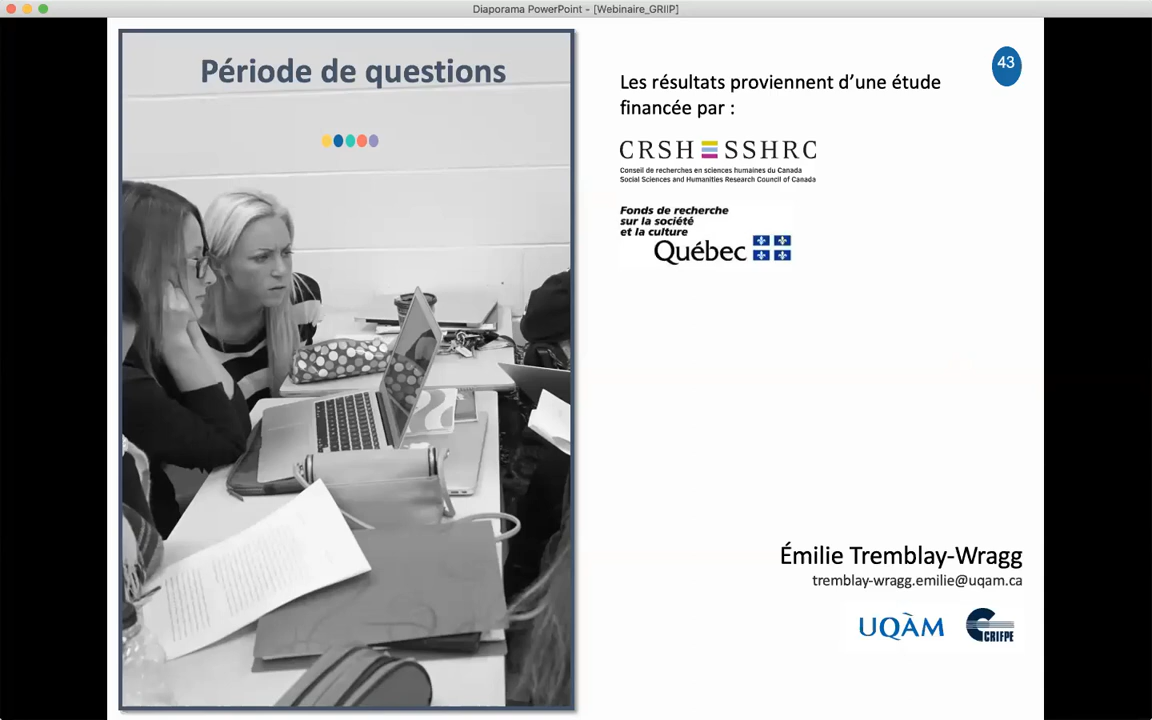 Diaporama PowerPoint - [Webinaire_GRIIP]
Période de questions
43
Les résultats proviennent d’une étude
financée par :
CRSH SSHRC
Conseil de recherches en sciences humaines du Canada
Social Sciences and Humanities Research Council of Canada
Fonds de recherche
sur la société
et la culture
Québec
Émilie Tremblay-Wragg
tremblay-wragg.emilie@uqam.ca
UQÀM
CRIFPE